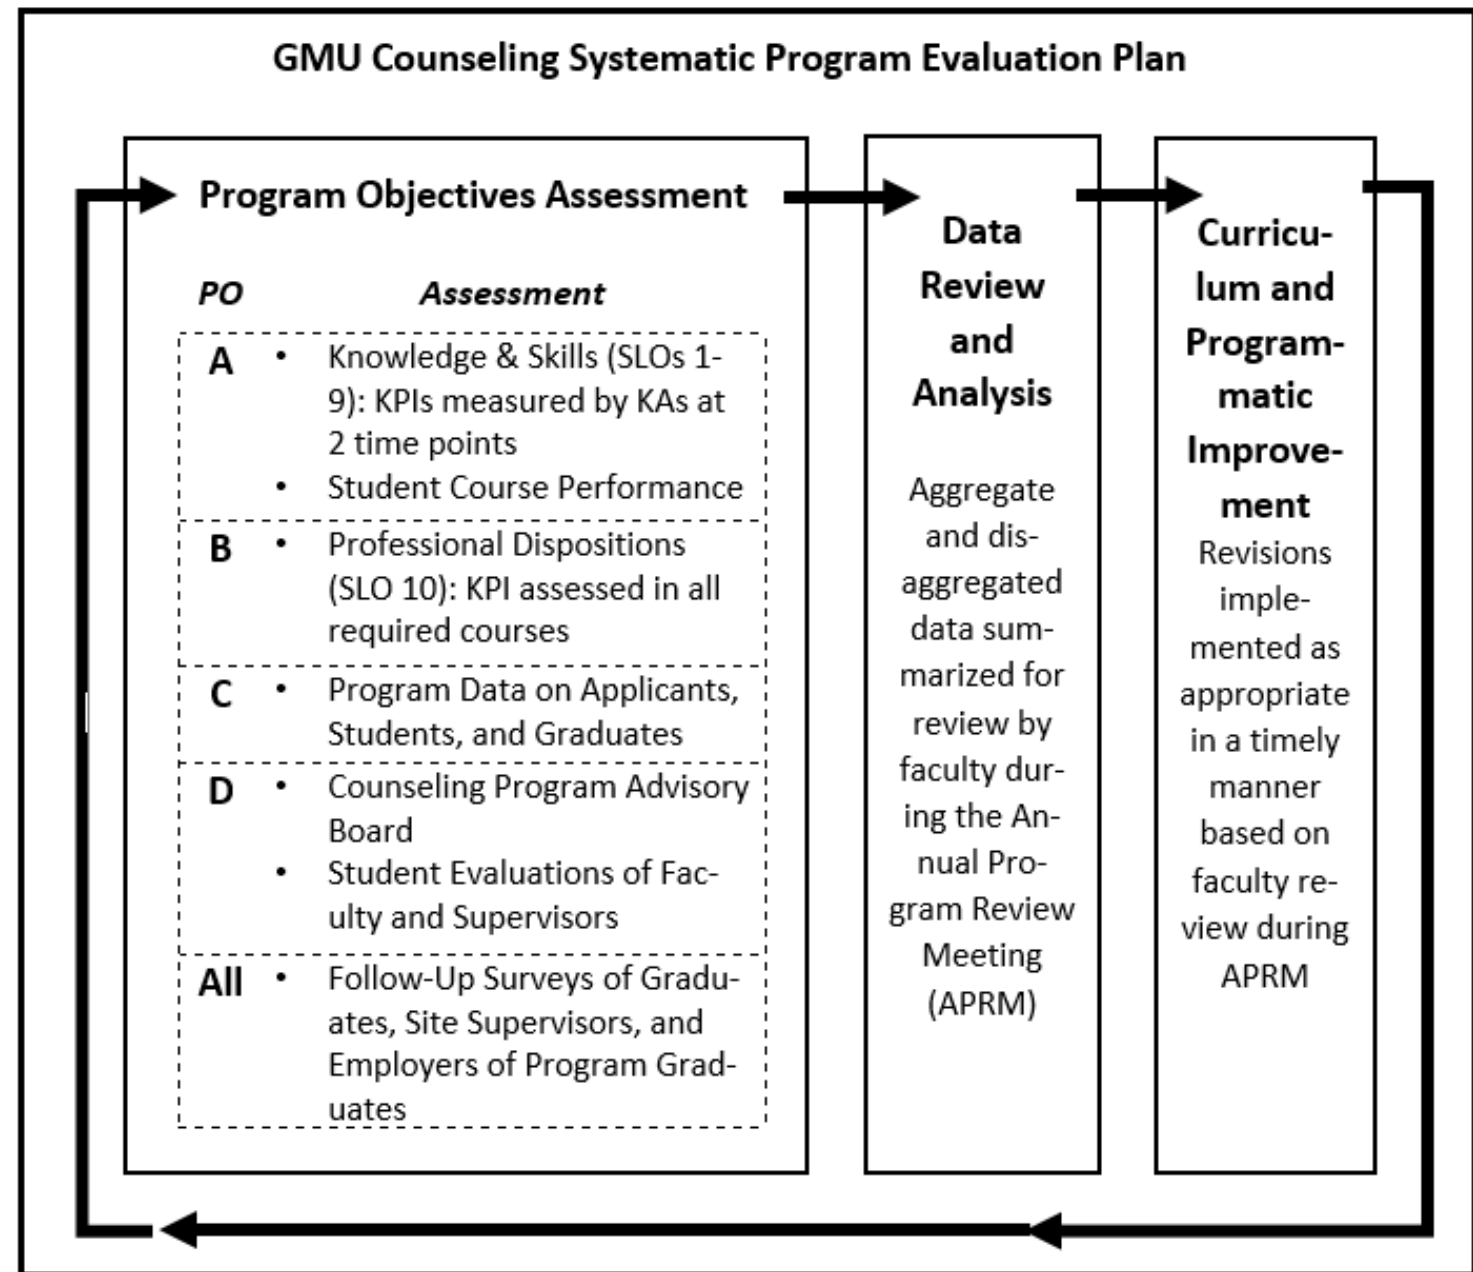 GMU Counseling Systematic Program Evaluation Plan
Program Objectives Assessment
PO Assessment
A • Knowledge & Skills (SLOs 1-
9): KPIs measured by KAs at
2 time points
• Student Course Performance
B • Professional Dispositions
(SLO 10): KPI assessed in all
required courses
C • Program Data on Applicants,
Students, and Graduates
D • Counseling Program Advisory
Board
• Student Evaluations of Fac-
ulty and Supervisors
All • Follow-Up Surveys of Gradu-
ates, Site Supervisors, and
Employers of Program Grad-
uates
Data
Review
and
Analysis
Aggregate
and dis-
aggregated
data sum-
marized for
review by
faculty dur-
ing the An-
nual Pro-
gram Review
Meeting
(APRM)
Curricu-
lum and
Program-
matic
Improve-
ment
Revisions
imple-
mented as
appropriate
in a timely
manner
based on
faculty re-
view during
APRM